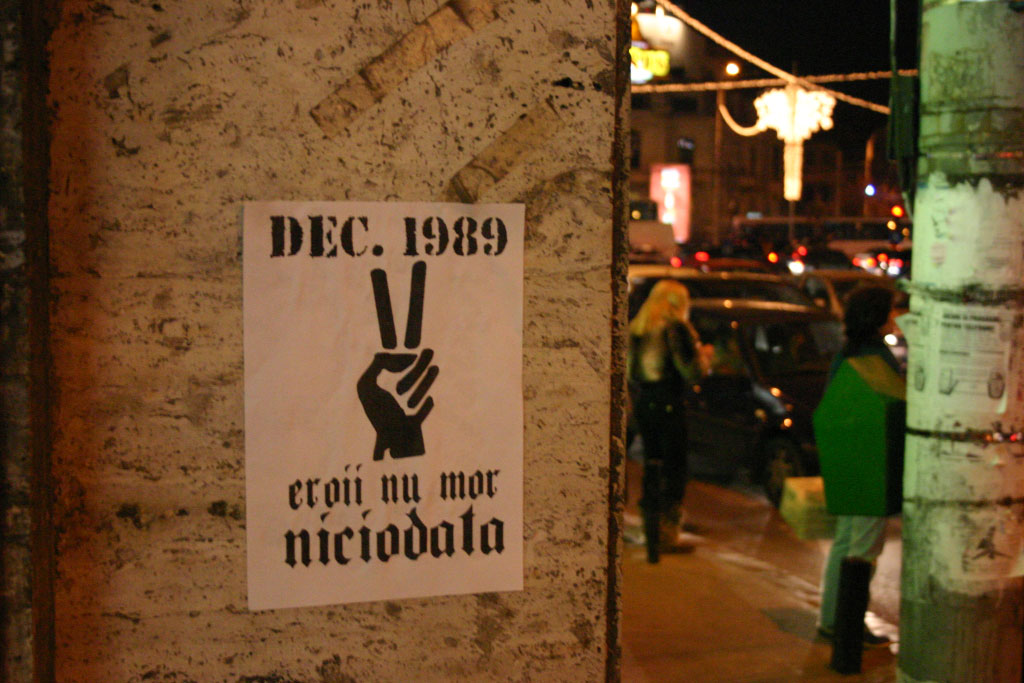 DEC. 1989
eroii nu mor
niciodata